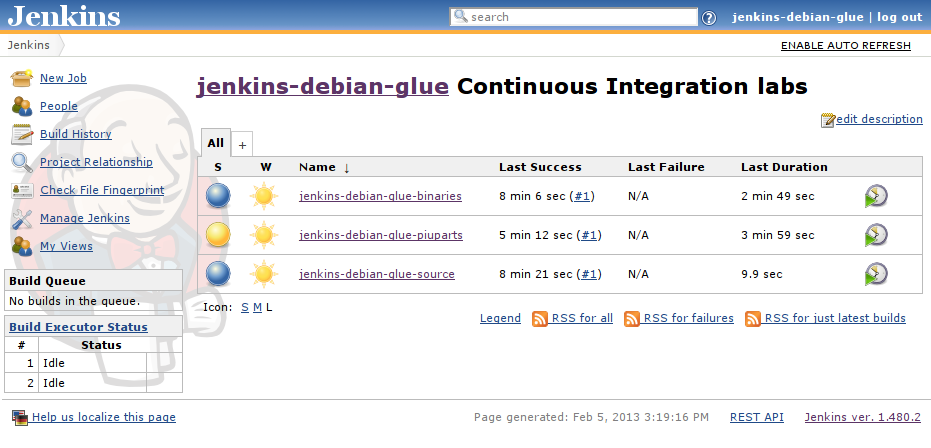 Jenkins
search
?
jenkins-debian-glue | log out
Jenkins
ENABLE AUTO REFRESH
New Job
People
Build History
Project Relationship
Check File Fingerprint
Manage Jenkins
My Views
Build Queue
No builds in the queue.
Build Executor Status
# Status
1 Idle
2 Idle
jenkins-debian-glue Continuous Integration labs
edit description
All +
S W Name ↓ Last Success Last Failure Last Duration
jenkins-debian-glue-binaries 8 min 6 sec (#1) N/A 2 min 49 sec
jenkins-debian-glue-piuparts 5 min 12 sec (#1) N/A 3 min 59 sec
jenkins-debian-glue-source 8 min 21 sec (#1) N/A 9.9 sec
Icon: S M L
Legend RSS for all RSS for failures RSS for just latest builds
Help us localize this page
Page generated: Feb 5, 2013 3:19:16 PM REST API Jenkins ver. 1.480.2